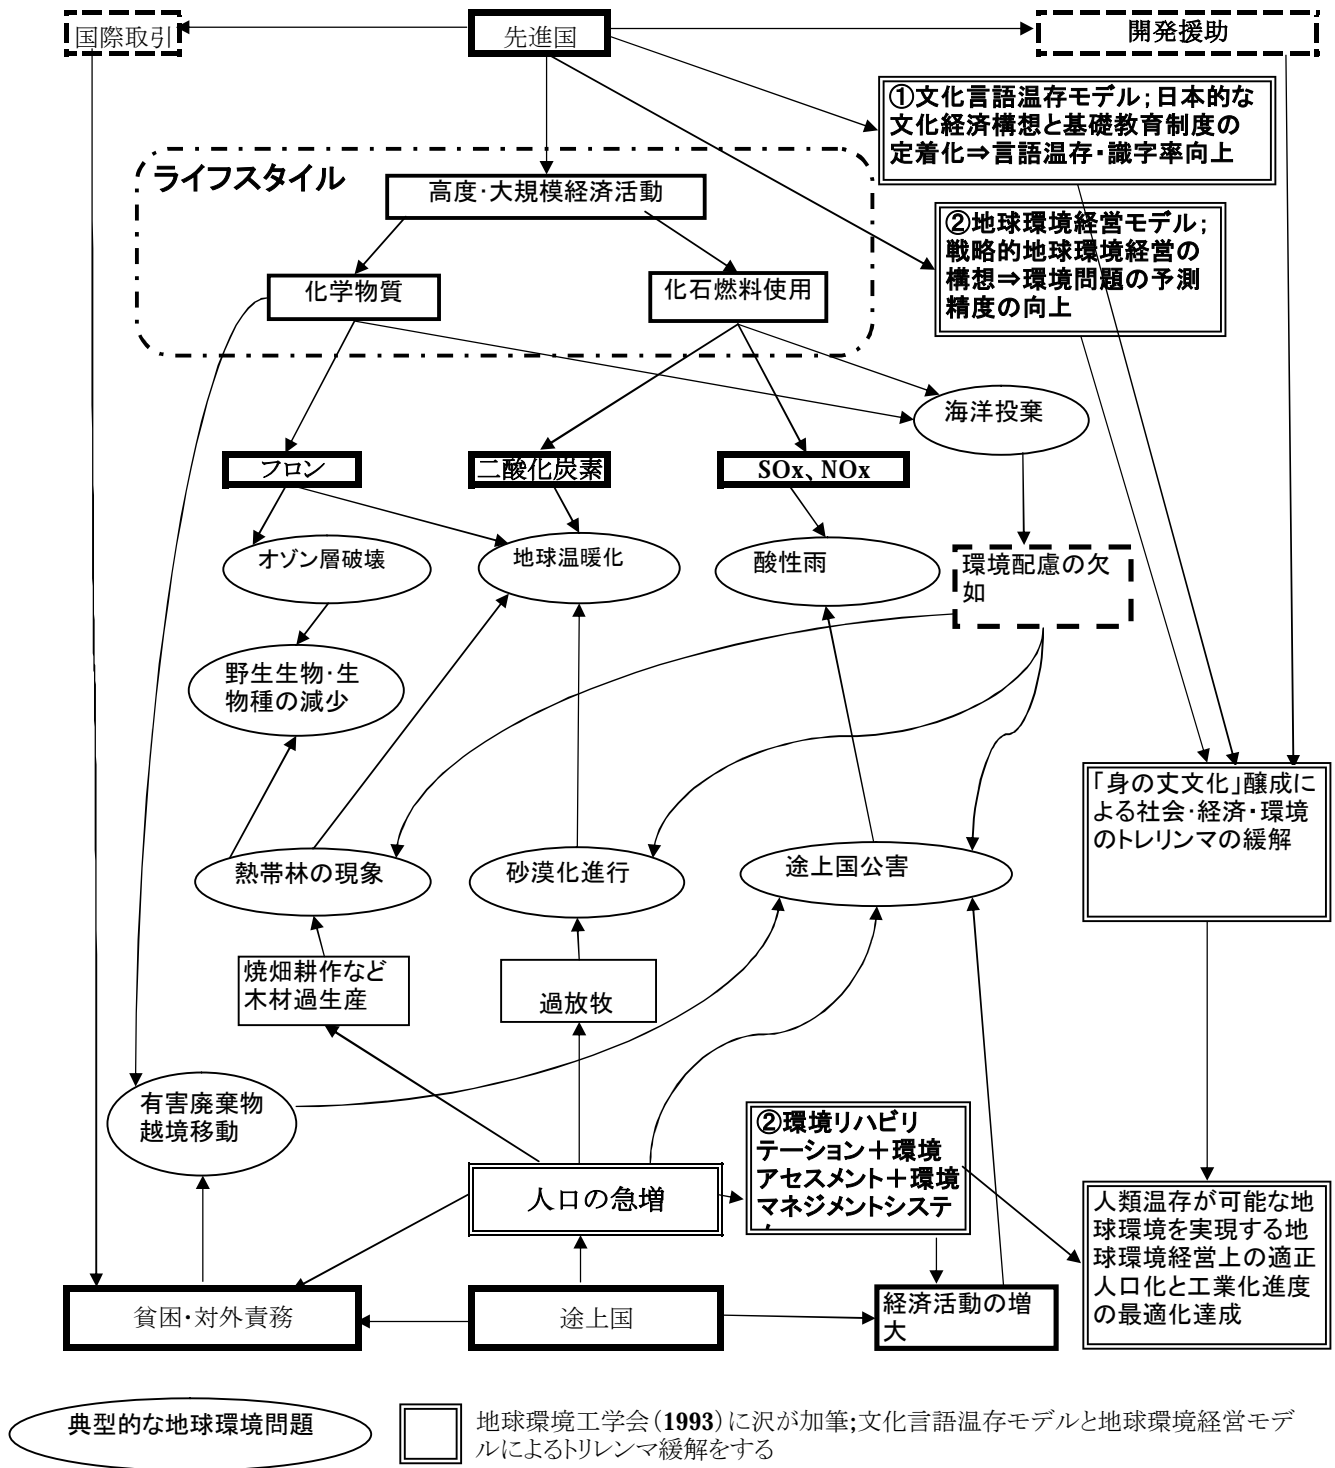 国際取引
先進国
開発援助
①文化言語温存モデル;日本的な
文化経済構想と基礎教育制度の
定着化⇒言語温存・識字率向上
ライフスタイル
高度・大規模経済活動
②地球環境経営モデル;
戦略的地球環境経営の
構想⇒環境問題の予測
精度の向上
化学物質
化石燃料使用
海洋投棄
フロン
二酸化炭素
SOx、NOx
オゾン層破壊
地球温暖化
酸性雨
環境配慮の欠
如
野生生物・生
物種の減少
「身の丈文化」醸成に
よる社会・経済・環境
のトレリンマの緩解
熱帯林の現象
砂漠化進行
途上国公害
焼畑耕作など
木材過生産
過放牧
有害廃棄物
越境移動
②環境リハビリ
テーション＋環境
アセスメント＋環境
マネジメントシステ
人口の急増
人類温存が可能な地
球環境を実現する地
球環境経営上の適正
人口化と工業化進度
の最適化達成
貧困・対外責務
途上国
経済活動の増
大
典型的な地球環境問題
地球環境工学会（1993）に沢が加筆;文化言語温存モデルと地球環境経営モデ
ルによるトリレンマ緩解をする